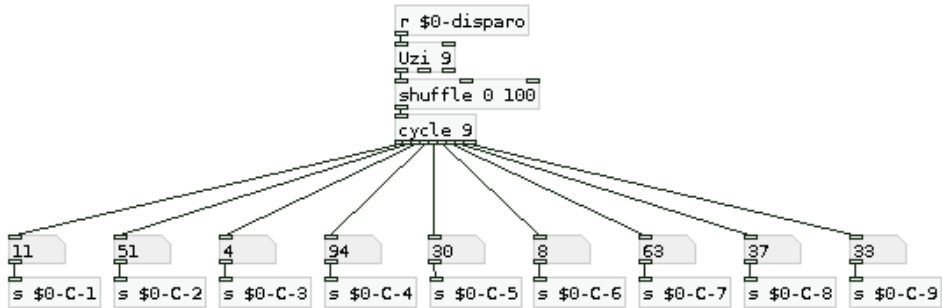 r $0-disparo
Uzi 9
shuffle 0 100
cycle 9
11 51 4 94 30 8 63 37 33
s $0-C-1 s $0-C-2 s $0-C-3 s $0-C-4 s $0-C-5 s $0-C-6 s $0-C-7 s $0-C-8 s $0-C-9